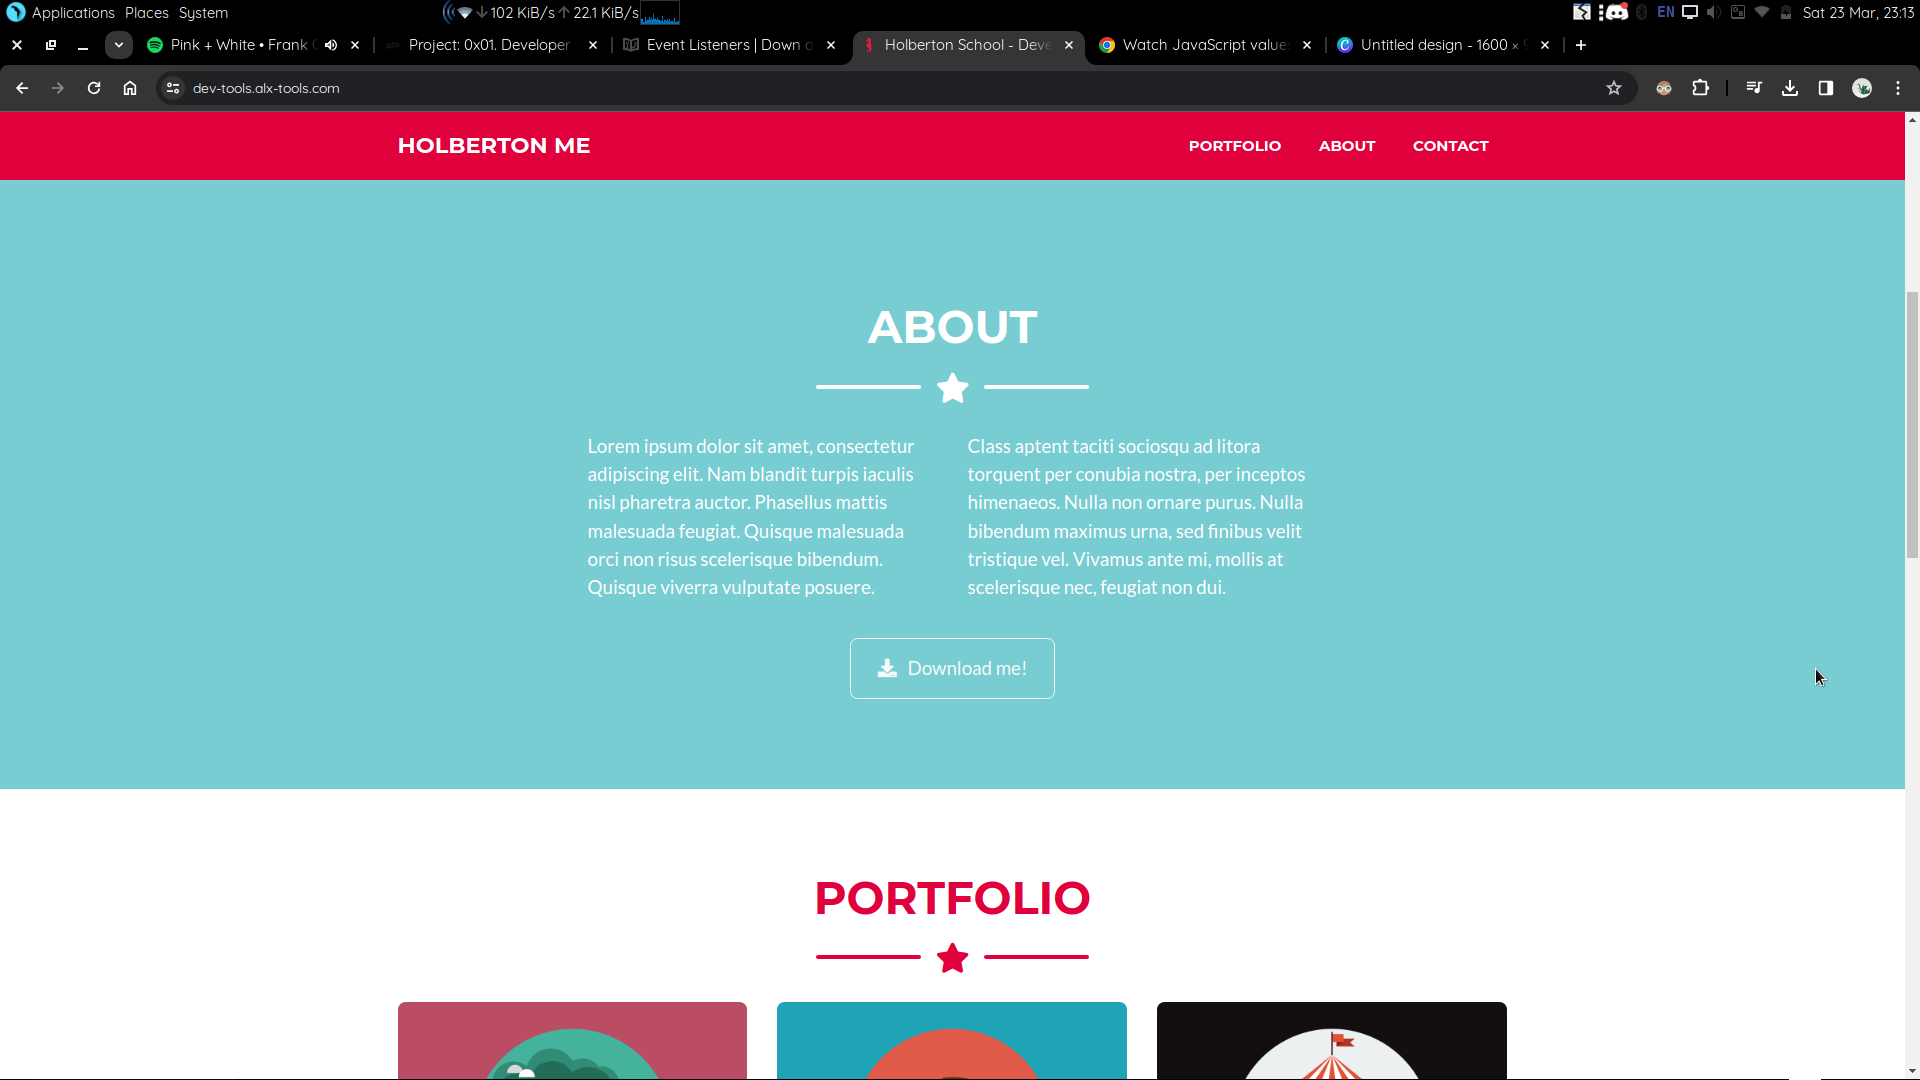 Applications Places System 102 KiB/s 22.1 KiB/s EN Sat 23 Mar, 23:13
Pink + White • Frank Project: 0x01. Developer Event Listeners | Down Holberton School - Deve Watch JavaScript value Untitled design - 1600 ×
dev-tools.alx-tools.com
HOLBERTON ME PORTFOLIO ABOUT CONTACT
ABOUT
Lorem ipsum dolor sit amet, consectetur
adipiscing elit. Nam blandit turpis iaculis
nisl pharetra auctor. Phasellus mattis
malesuada feugiat. Quisque malesuada
orci non risus scelerisque bibendum.
Quisque viverra vulputate posuere.
Class aptent taciti sociosqu ad litora
torquent per conubia nostra, per inceptos
himenaeos. Nulla non ornare purus. Nulla
bibendum maximus urna, sed finibus velit
tristique vel. Vivamus ante mi, mollis at
scelerisque nec, feugiat non dui.
Download me!
PORTFOLIO